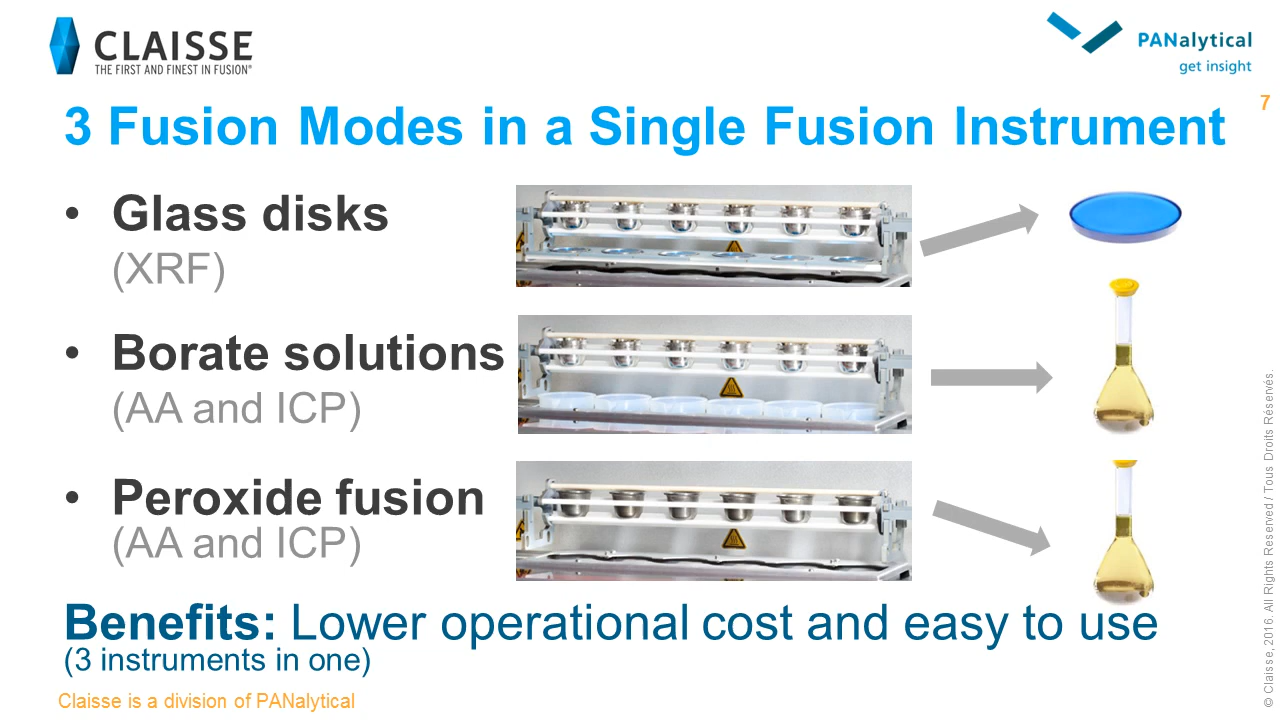 CLAISSE
THE FIRST AND FINEST IN FUSION®
PANalytical
get insight
7
3 Fusion Modes in a Single Fusion Instrument
• Glass disks
(XRF)
• Borate solutions
(AA and ICP)
• Peroxide fusion
(AA and ICP)
Benefits: Lower operational cost and easy to use
(3 instruments in one)
Claisse is a division of PANalytical
© Claisse, 2016. All Rights Reserved / Tous Droits Réservés.